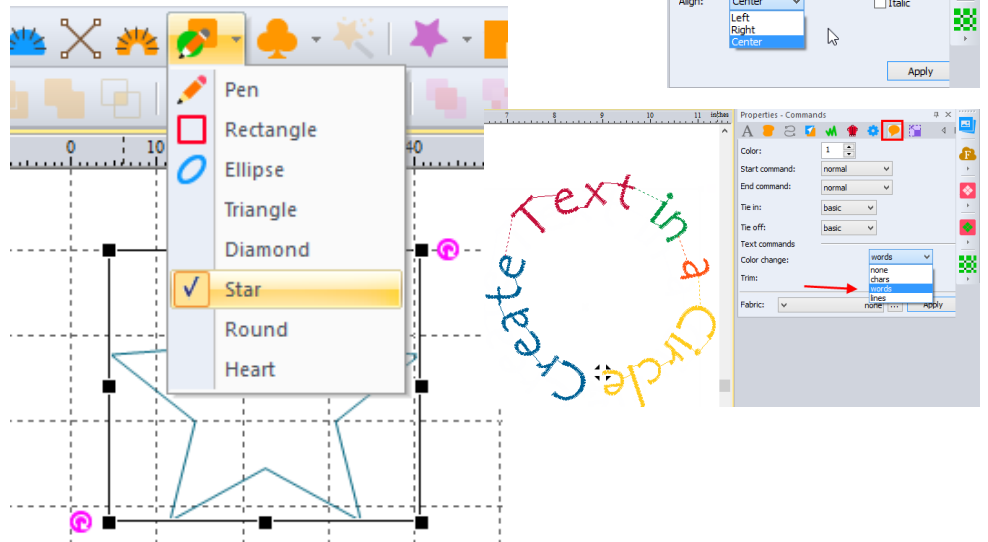 Pen
Rectangle
Ellipse
Triangle
Diamond
Star
Round
Heart
0
10
40
Align:
Center
Italic
Left
Right
Center
Apply
7
8
9
10
11
inches
Create Text in a Circle
Properties - Commands
A
F
Color:
1
Start command:
normal
End command:
normal
Tie in:
basic
Tie off:
basic
Text commands
Color change:
words
none
chars
words
lines
Trim:
Fabric:
none
...
Apply